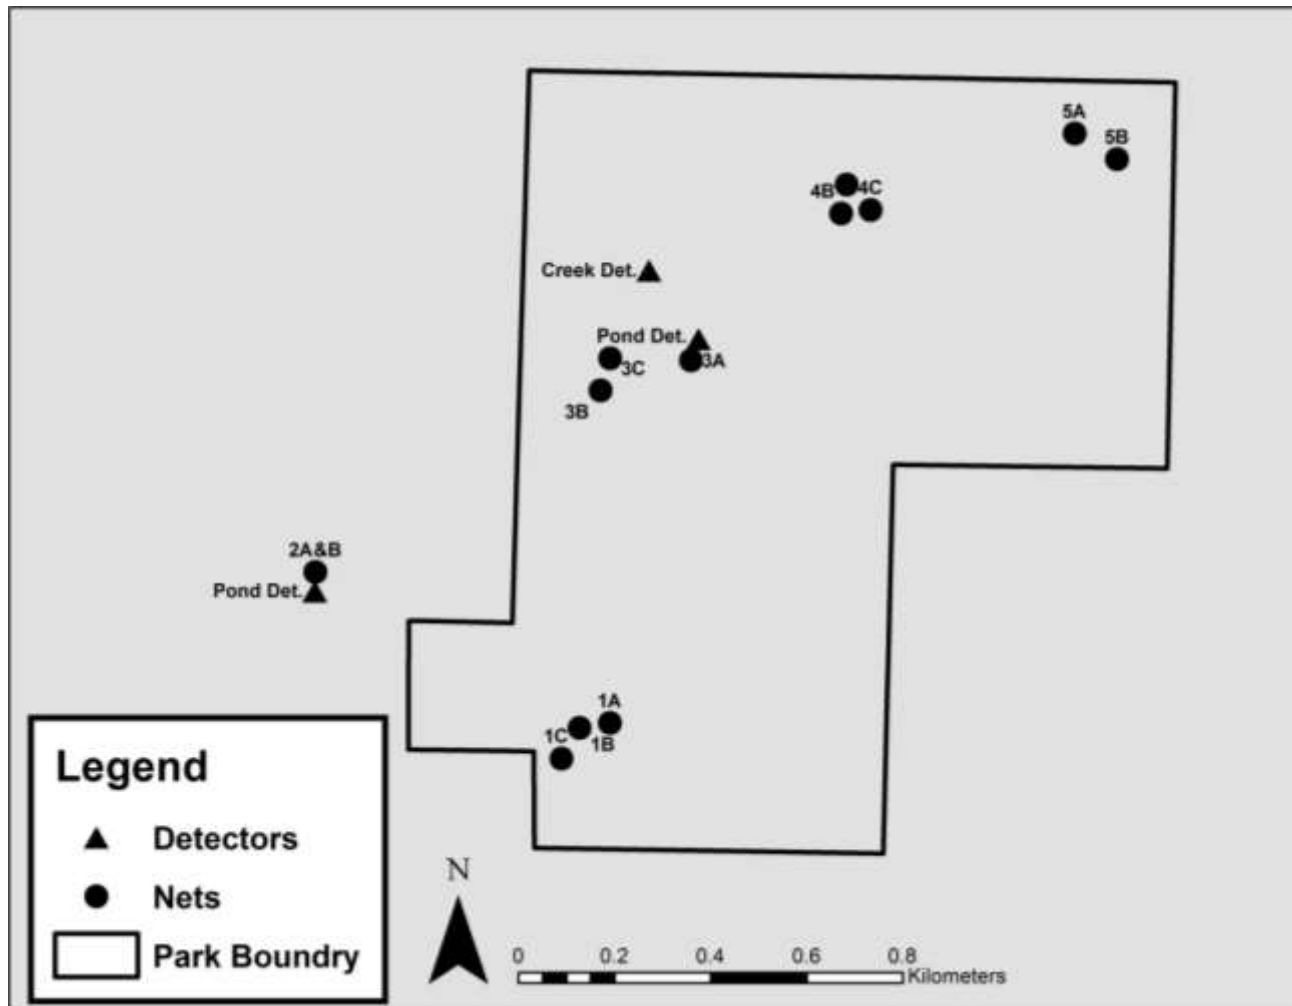 5A
5B
4B
4C
Creek Det.
Pond Det.
3A
3C
3B
2A&B
Pond Det.
1A
1C
1B
Legend
Detectors
Nets
Park Boundry
N
0 0.2 0.4 0.6 0.8
Kilometers